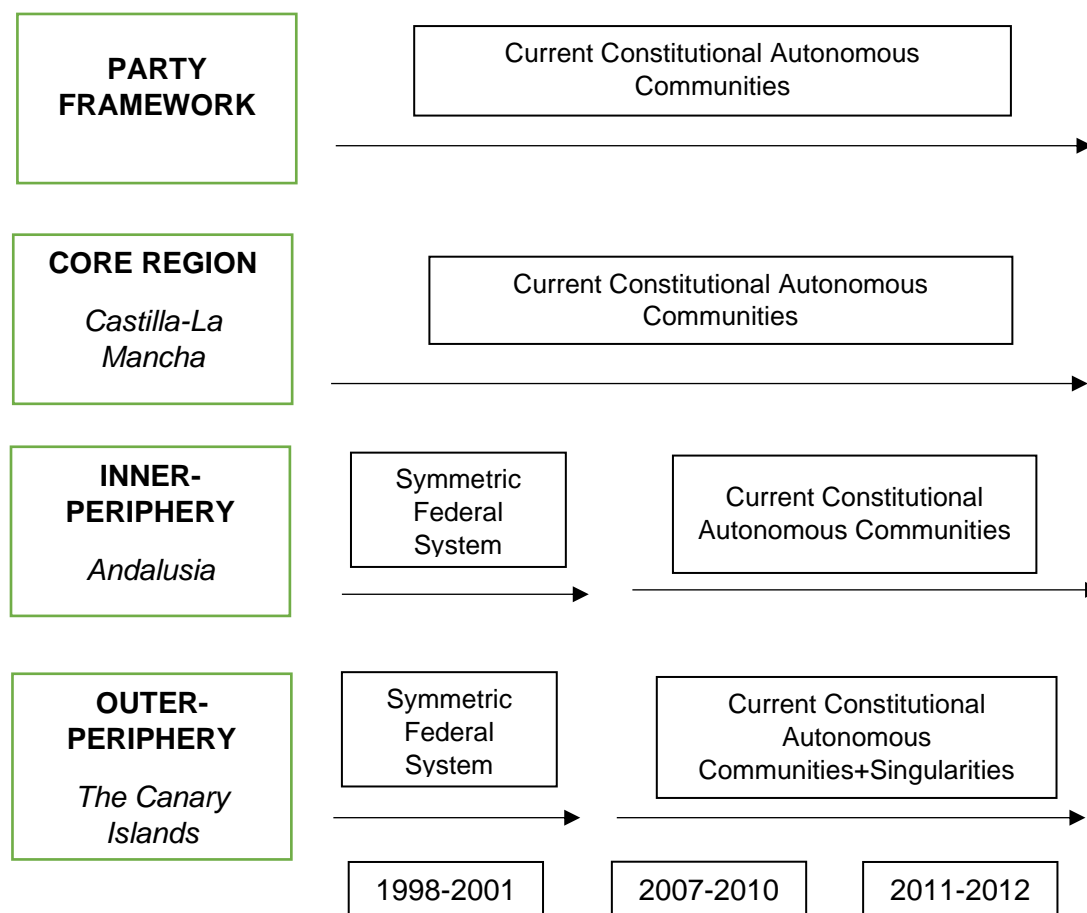 PARTY
FRAMEWORK
Current Constitutional Autonomous
Communities
CORE REGION
Castilla-La
Mancha
Current Constitutional Autonomous
Communities
INNER-
PERIPHERY
Andalusia
Symmetric
Federal
System
Current Constitutional
Autonomous Communities
OUTER-
PERIPHERY
The Canary
Islands
Symmetric
Federal
System
Current Constitutional
Autonomous
Communities+Singularities
1998-2001
2007-2010
2011-2012